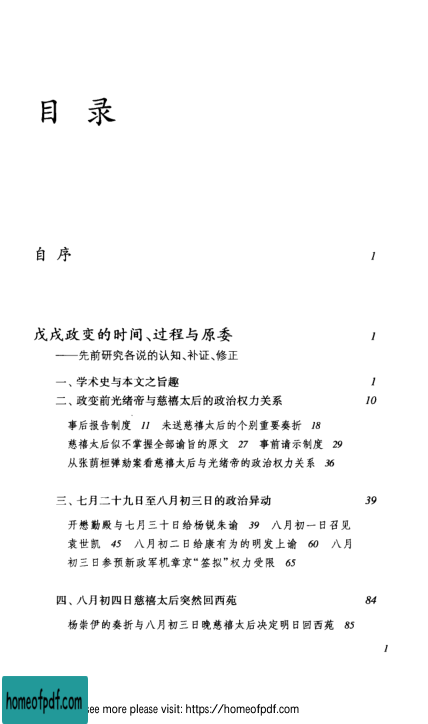 目 录
自 序 1
戊戌政变的时间、过程与原委 1
——先前研究各说的认知、补证、修正
一、学术史与本文之旨趣 1
二、政变前光绪帝与慈禧太后的政治权力关系 10
事后报告制度 11 未送慈禧太后的个别重要奏折 18
慈禧太后似不掌握全部谕旨的原文 27 事前请示制度 29
从张荫桓弹劾案看慈禧太后与光绪帝的政治权力关系 36
三、七月二十九日至八月初三日的政治异动 39
开懋勤殿与七月三十日给杨锐朱谕 39 八月初一日召见
袁世凯 45 八月初二日给康有为的明发上谕 60 八月
初三日参预新政军机章京“签拟”权力受限 65
四、八月初四日慈禧太后突然回西苑 84
杨崇伊的奏折与八月初三日晚慈禧太后决定明日回西苑 85
1
homeofpdf.com
see more please visit: https://homeofpdf.com